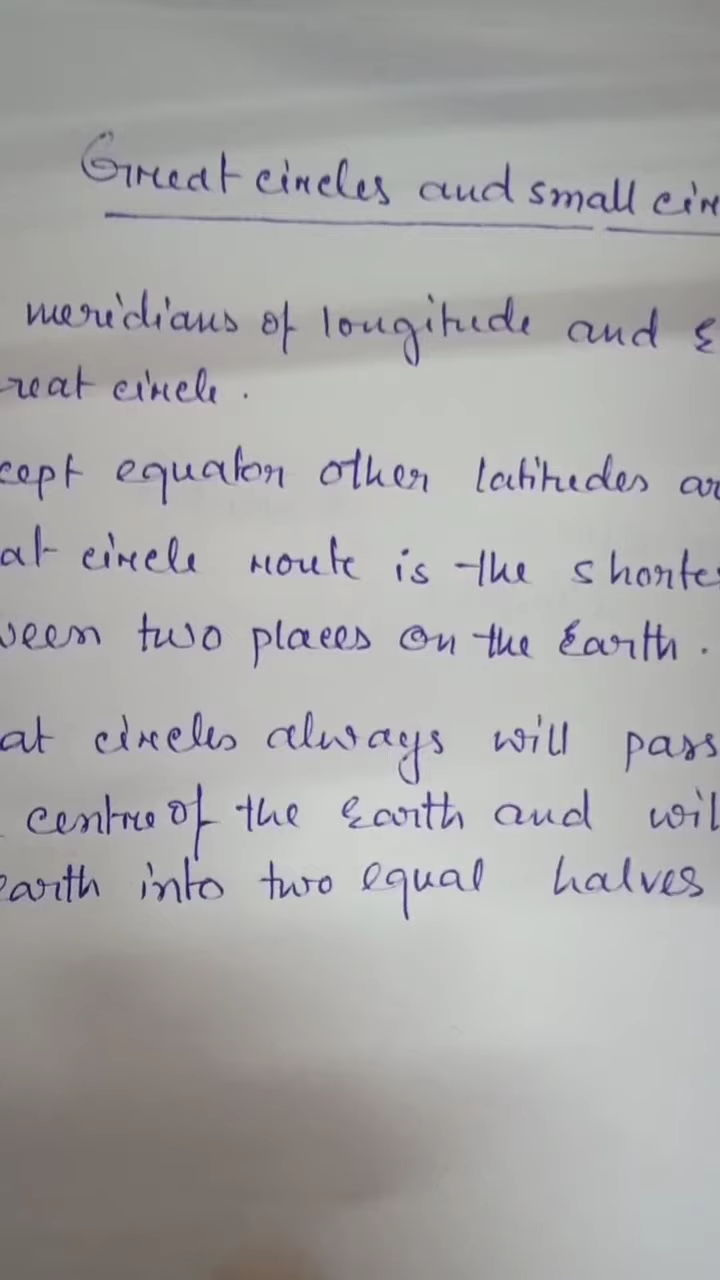 Great circles and small cir
meridians of longitude and E
reat circle.
cept equator other latitudes ar
at circle route is the shortes
ween two places on the Earth.
at circles always will pass
centre of the Earth and wil
earth into two equal halves